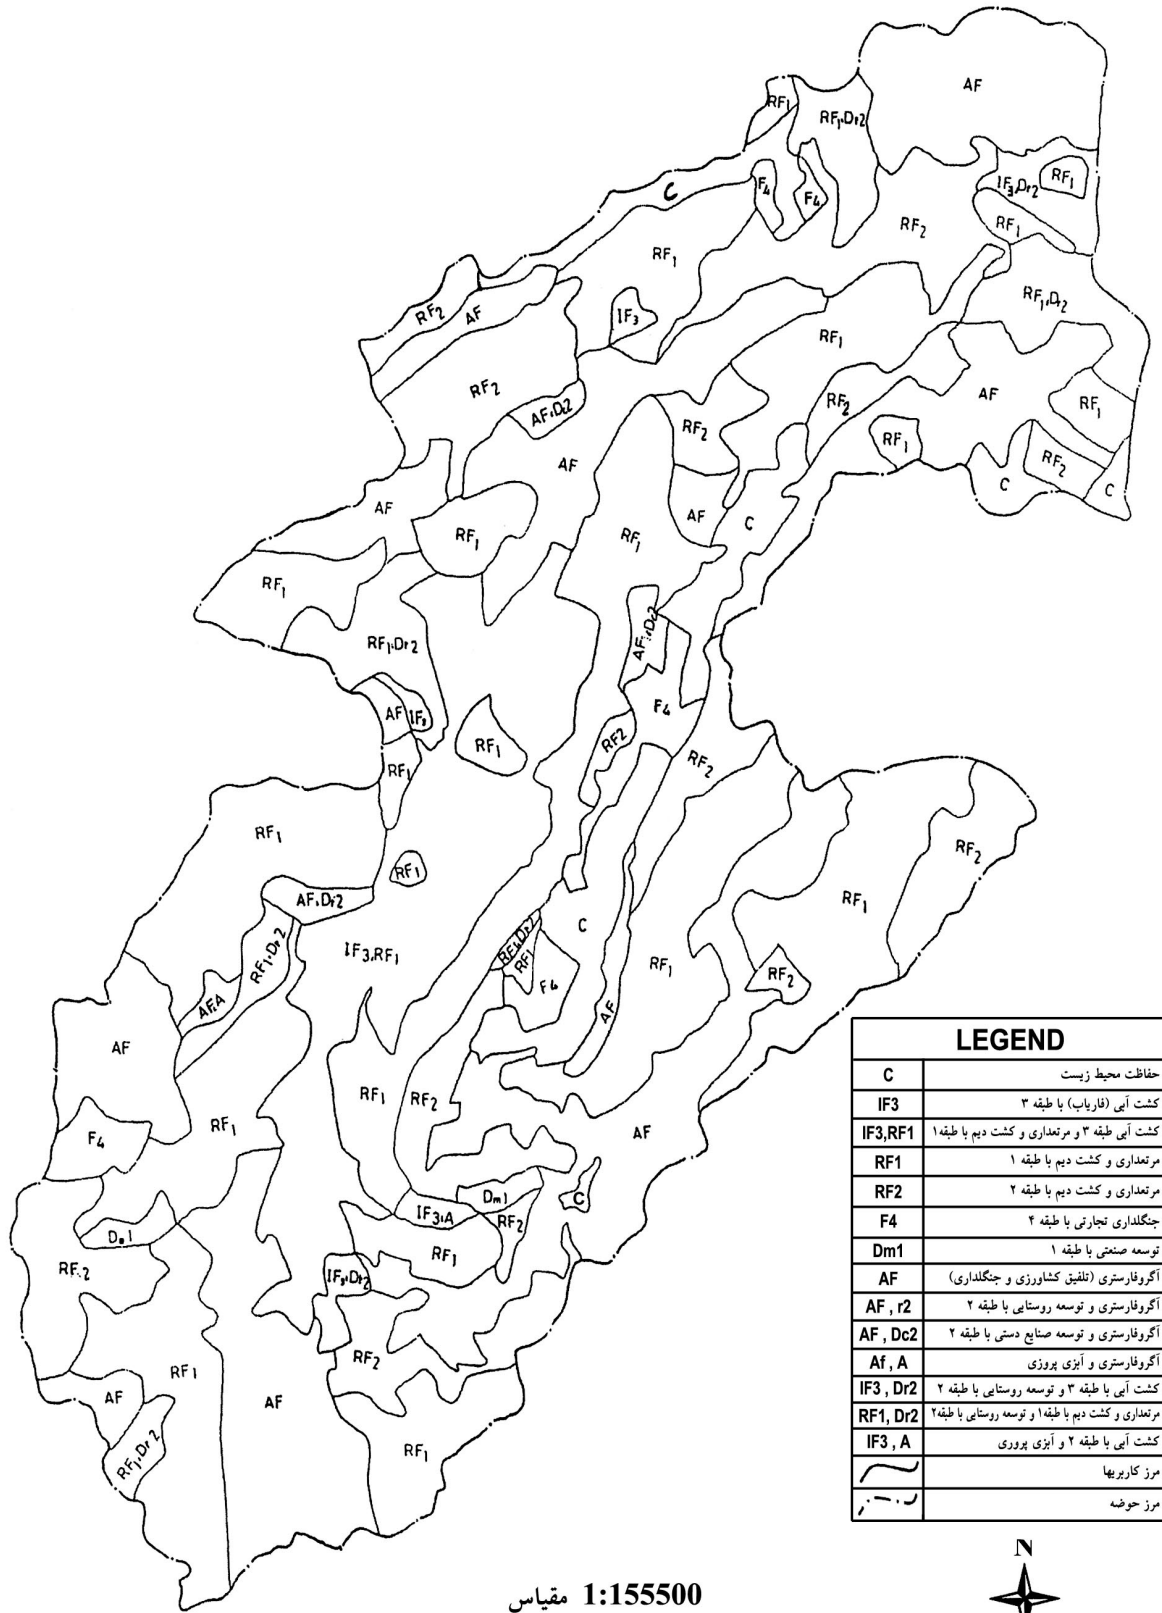 AF
RF1
RF1,Dr2
C
F4
F4
IF3,Dr2
RF1
RF1
RF2
RF1
RF1,Dr2
RF2
AF
IF3
RF1
RF2
AF,Dc2
RF2
AF
RF1
RF2
RF1
RF2
C
C
AF
AF
RF1
AF
C
RF1
RF1
RF1,Dr2
AF,Dc2
AF
IF3
F4
RF1
RF2
RF2
RF1
RF1
RF1
RF2
AF,Dr2
RF1
RF1,Dr2
IF3,RF1
C
RF1
RF1
RF2
F4
AF,A
AF
AF
RF1
RF2
RF1
AF
F4
Dm1
C
IF3,A
RF2
RF1
RF2
IF3,Dr2
RF1
RF2
AF
AF
RF1
RF1,Dr2
LEGEND
C حفاظت محیط زیست
IF3 کشت آبی (فاریاب) با طبقه ۳
IF3,RF1 کشت آبی طبقه ۳ و مرتعداری و کشت دیم با طبقه۱
RF1 مرتعداری و کشت دیم با طبقه ۱
RF2 مرتعداری و کشت دیم با طبقه ۲
F4 جنگلداری تجارتی با طبقه ۴
Dm1 توسعه صنعتی با طبقه ۱
AF آگروفارستری (تلفیق کشاورزی و جنگلداری)
AF , r2 آگروفارستری و توسعه روستایی با طبقه ۲
AF , Dc2 آگروفارستری و توسعه صنایع دستی با طبقه ۲
Af , A آگروفارستری و آبزی پروزی
IF3 , Dr2 کشت آبی با طبقه ۳ و توسعه روستایی با طبقه ۲
RF1, Dr2 مرتعداری و کشت دیم با طبقه۱ و توسعه روستایی با طبقه۲
IF3 , A کشت آبی با طبقه ۲ و آبزی پروری
مرز کاربریها
مرز حوضه
N
مقیاس 1:155500